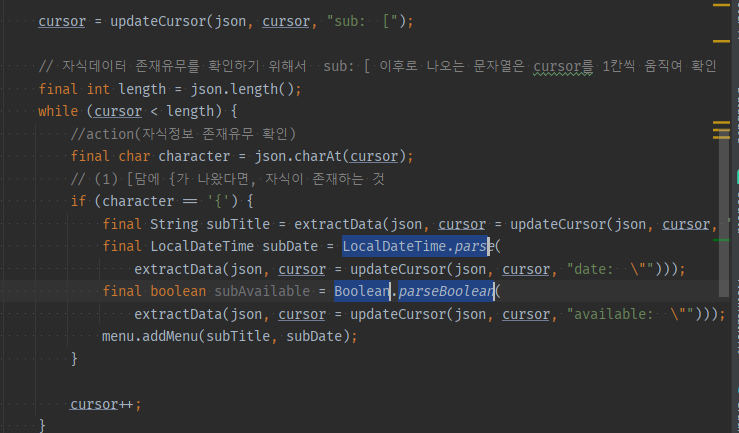 cursor = updateCursor(json, cursor, "sub: [");
// 자식데이터 존재유무를 확인하기 위해서 sub: [ 이후로 나오는 문자열은 cursor를 1칸씩 움직여 확인
final int length = json.length();
while (cursor < length) {
//action(자식정보 존재유무 확인)
final char character = json.charAt(cursor);
// (1) [담에 {가 나왔다면, 자식이 존재하는 것
if (character == '{') {
final String subTitle = extractData(json, cursor = updateCursor(json, cursor,
final LocalDateTime subDate = LocalDateTime.parse(
extractData(json, cursor = updateCursor(json, cursor, "date: \"")));
final boolean subAvailable = Boolean.parseBoolean(
extractData(json, cursor = updateCursor(json, cursor, "available: \"")));
menu.addMenu(subTitle, subDate);
}
cursor++;
}